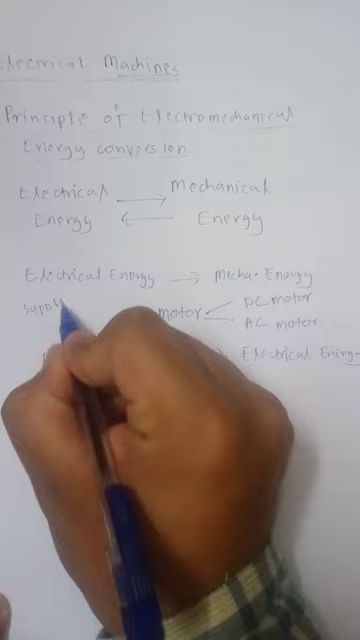 Electrical Machines
Principle of Electromechanical
Energy conversion
Electrical → Mechanical
Energy ← Energy
Electrical Energy → Mecha. Energy
Supply motor DC motor
AC motor
Electrical Energy